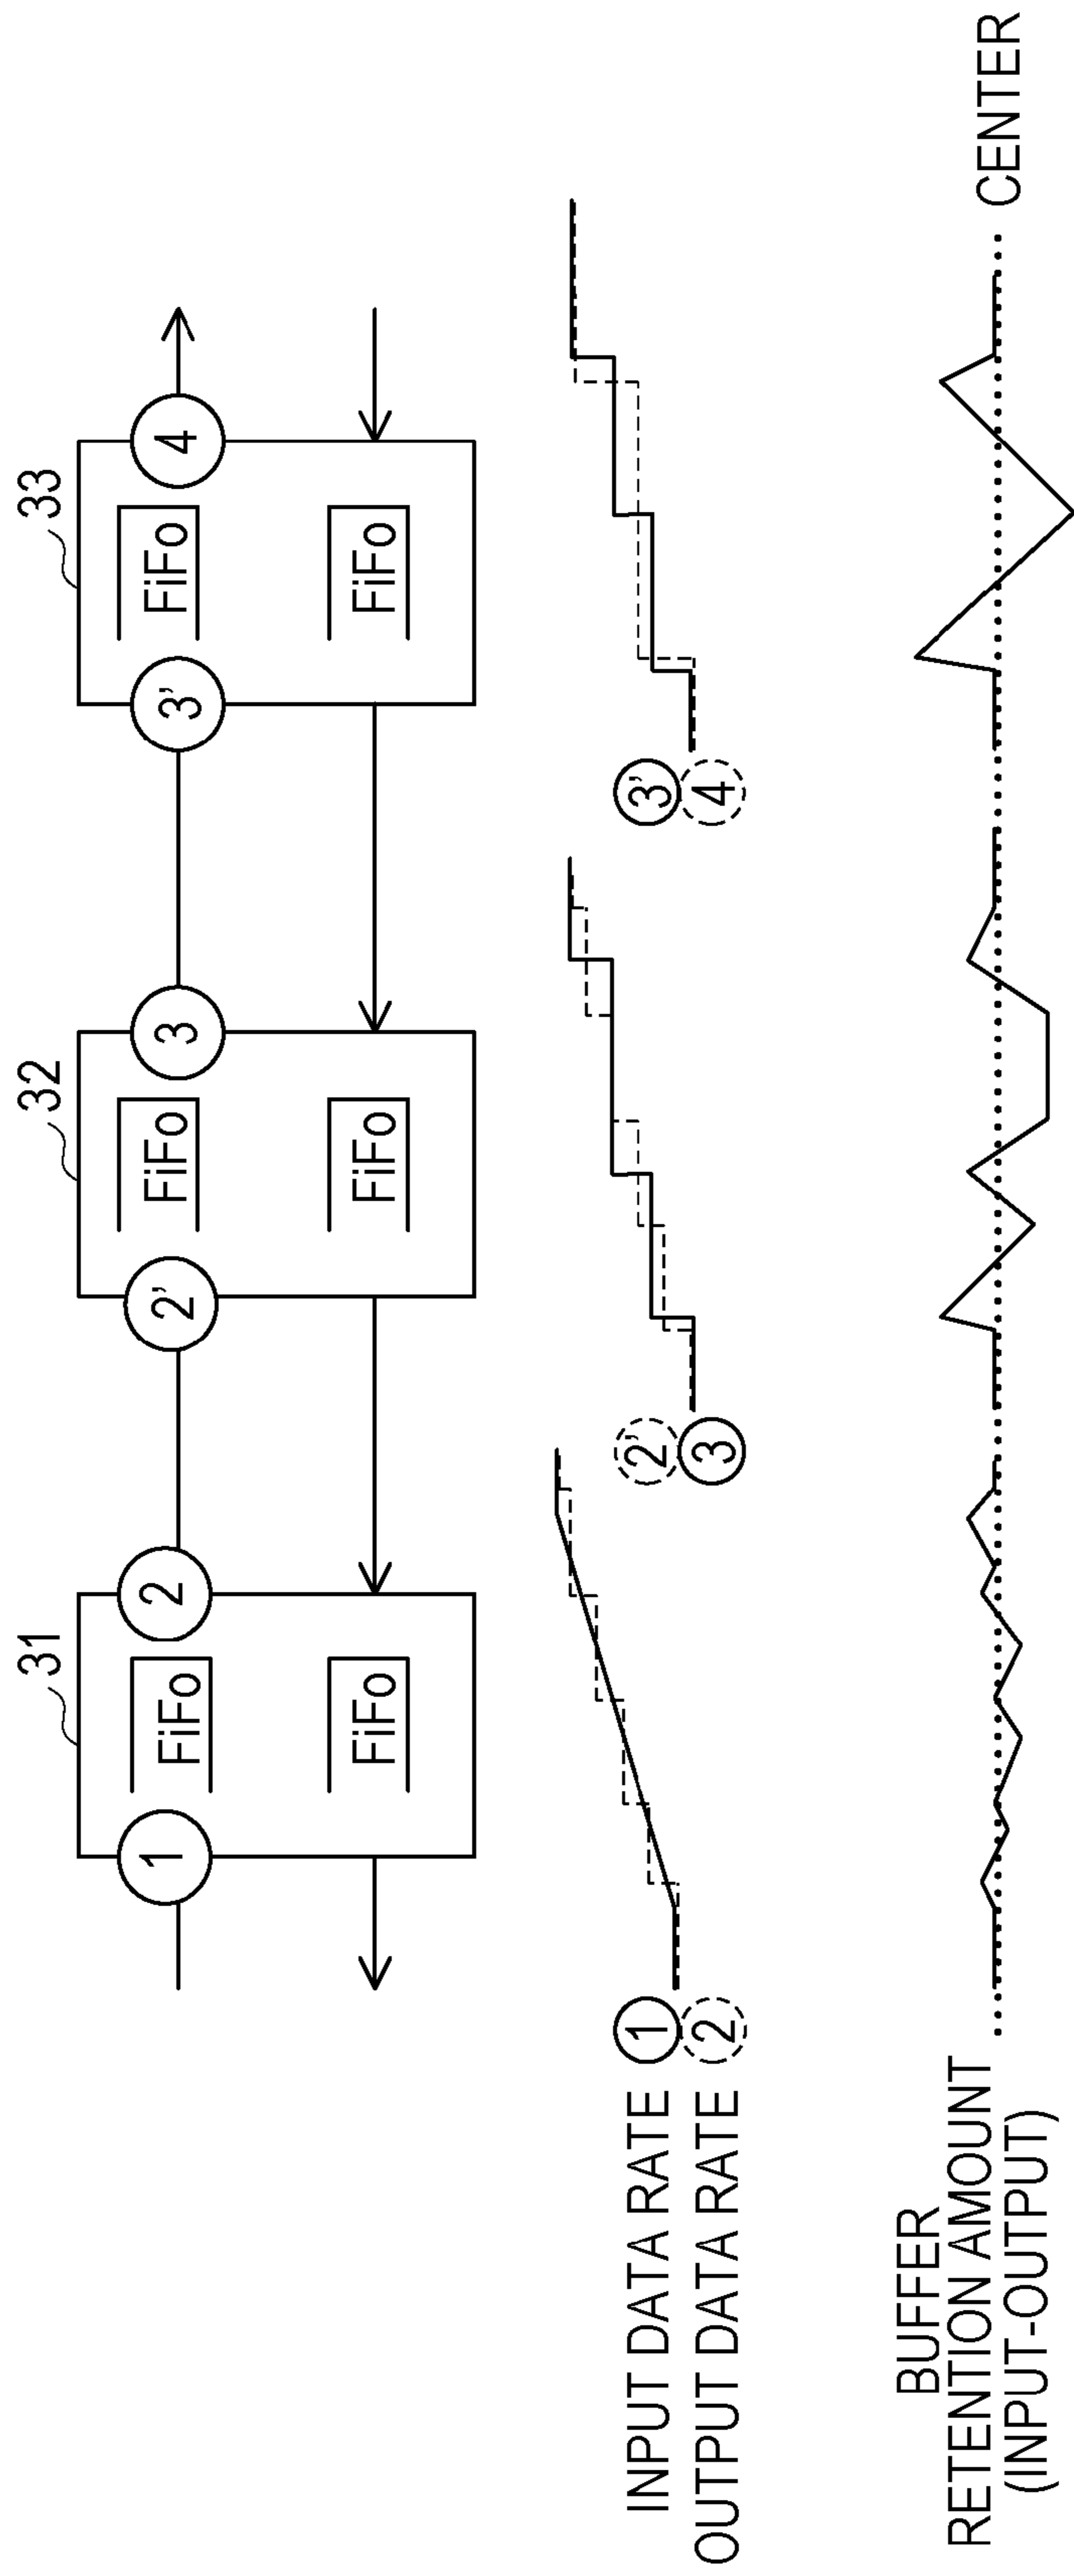 31
32
33
1
2
2'
3
3'
4
FiFo
FiFo
FiFo
FiFo
FiFo
FiFo
INPUT DATA RATE 1
OUTPUT DATA RATE 2
2'
3
3'
4
BUFFER
RETENTION AMOUNT
(INPUT-OUTPUT)
CENTER